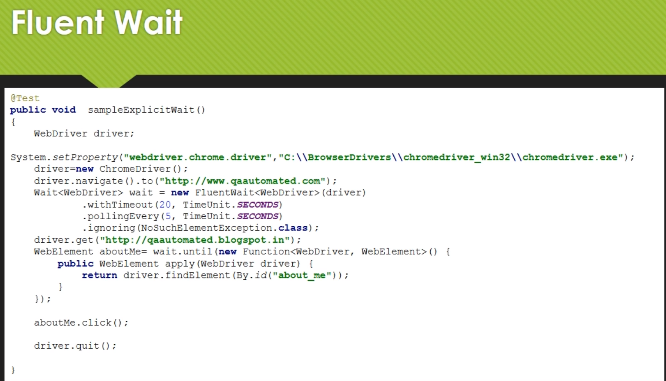 Fluent Wait
@Test
public void sampleExplicitWait()
{
WebDriver driver;
System.setProperty("webdriver.chrome.driver","C:\\BrowserDrivers\\chromedriver_win32\\chromedriver.exe");
driver=new ChromeDriver();
driver.navigate().to("http://www.qaautomated.com");
Wait<WebDriver> wait = new FluentWait<WebDriver>(driver)
.withTimeout(20, TimeUnit.SECONDS)
.pollingEvery(5, TimeUnit.SECONDS)
.ignoring(NoSuchElementException.class);
driver.get("http://qaautomated.blogspot.in");
WebElement aboutMe= wait.until(new Function<WebDriver, WebElement>() {
public WebElement apply(WebDriver driver) {
return driver.findElement(By.id("about_me"));
}
});
aboutMe.click();
driver.quit();
}